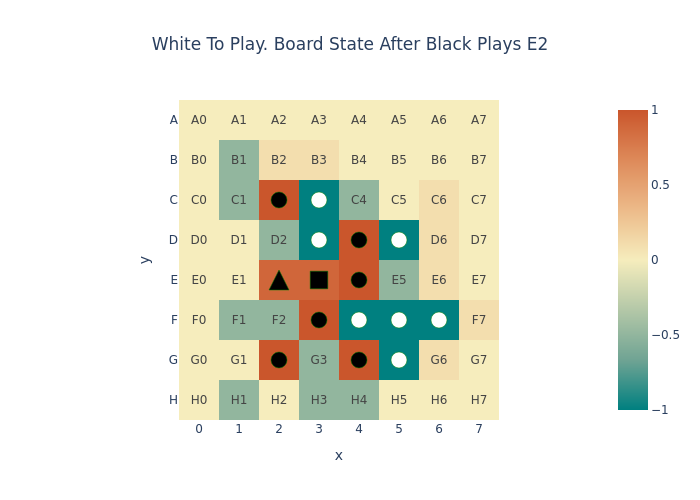 White To Play. Board State After Black Plays E2
A A0 A1 A2 A3 A4 A5 A6 A7
B B0 B1 B2 B3 B4 B5 B6 B7
C C0 C1 C4 C5 C6 C7
D D0 D1 D2 D6 D7
E E0 E1 E5 E6 E7
F F0 F1 F2 F7
G G0 G1 G3 G6 G7
H H0 H1 H2 H3 H4 H5 H6 H7
0 1 2 3 4 5 6 7
x
y
1
0.5
0
−0.5
−1